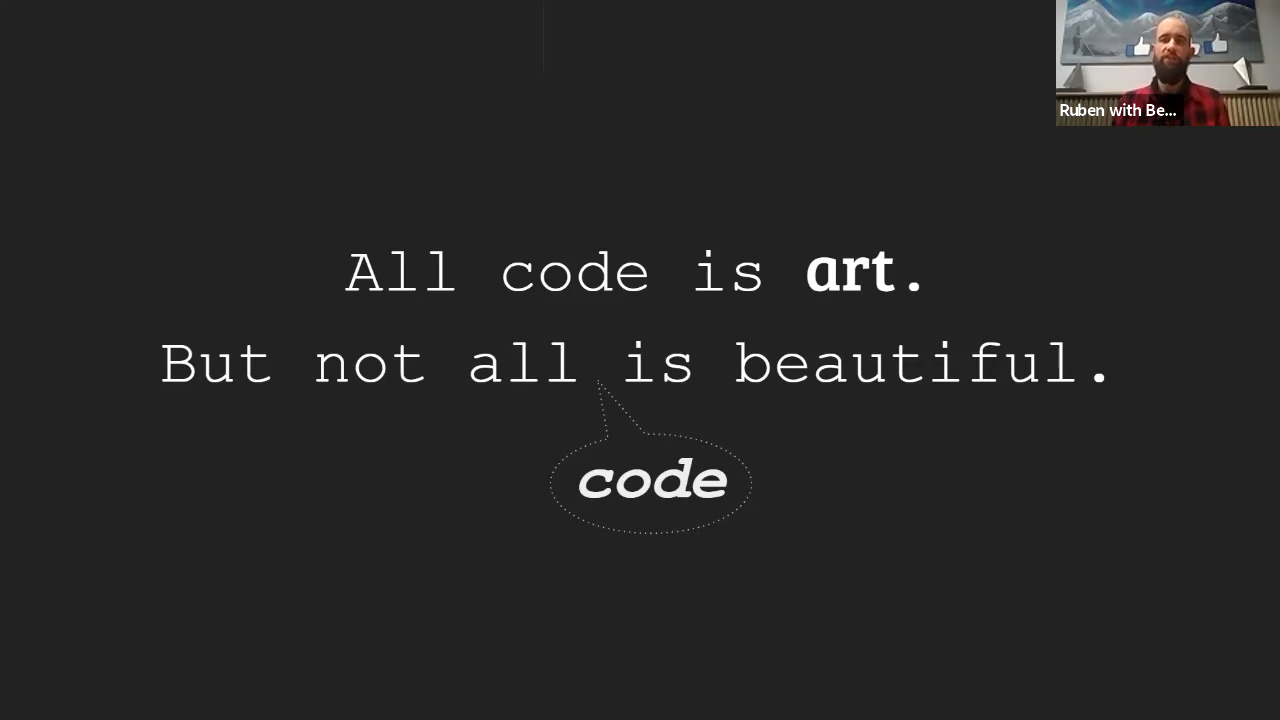 Ruben with Be...
All code is art.
But not all is beautiful.
code